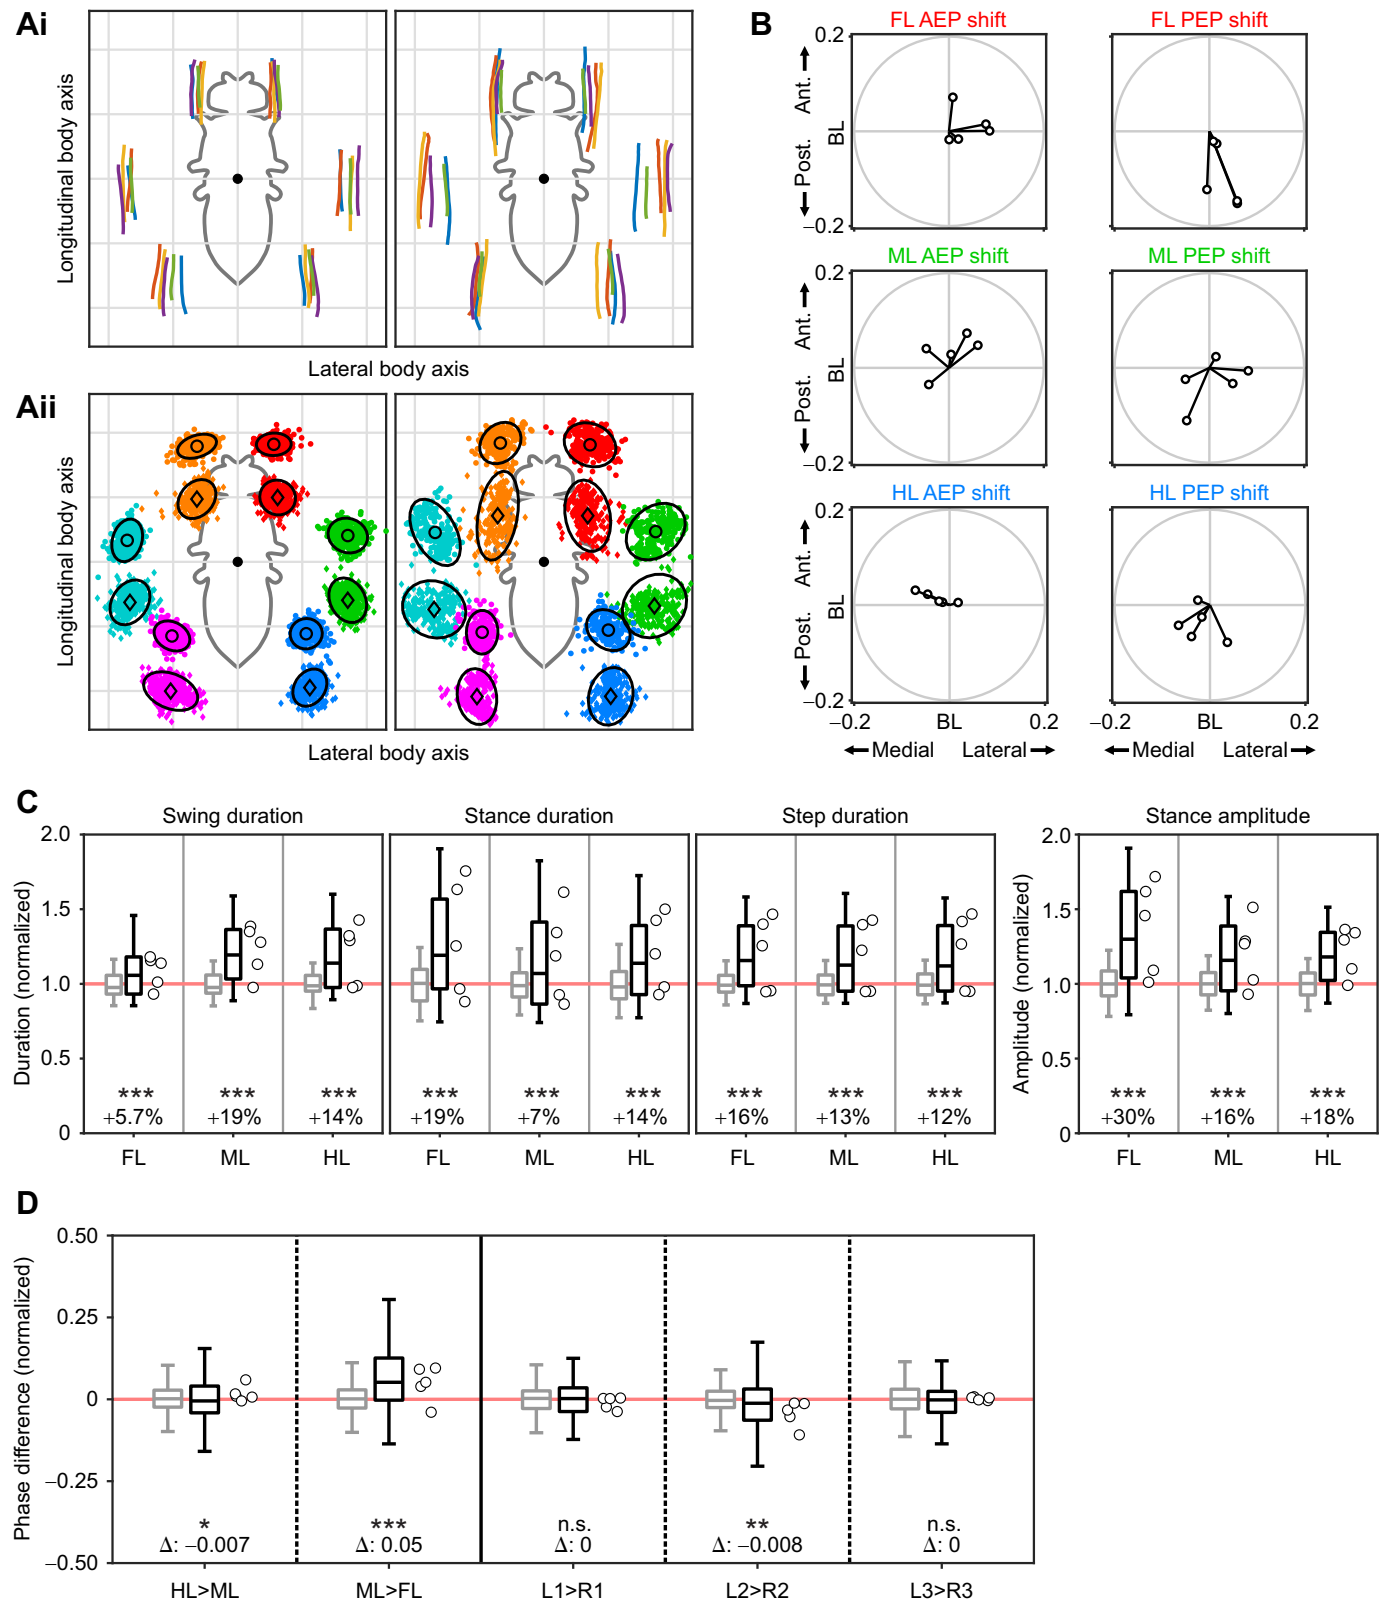 Ai
Longitudinal body axis
Lateral body axis
Aii
Longitudinal body axis
Lateral body axis
B
FL AEP shift
FL PEP shift
0.2
Ant.
BL
Post.
−0.2
ML AEP shift
ML PEP shift
0.2
Ant.
BL
Post.
−0.2
HL AEP shift
HL PEP shift
0.2
Ant.
Post.
−0.2
−0.2 BL 0.2
−0.2 BL 0.2
Medial Lateral
Medial Lateral
C
Swing duration
Stance duration
Step duration
Stance amplitude
Duration (normalized)
2.0
1.5
1.0
0.5
0
*** *** ***
+5.7% +19% +14%
FL ML HL
*** *** ***
+19% +7% +14%
FL ML HL
*** *** ***
+16% +13% +12%
FL ML HL
Amplitude (normalized)
2.0
1.5
1.0
0.5
0
*** *** ***
+30% +16% +18%
FL ML HL
D
Phase difference (normalized)
0.50
0.25
0
−0.25
−0.50
* *** n.s. ** n.s.
Δ: −0.007 Δ: 0.05 Δ: 0 Δ: −0.008 Δ: 0
HL>ML ML>FL L1>R1 L2>R2 L3>R3